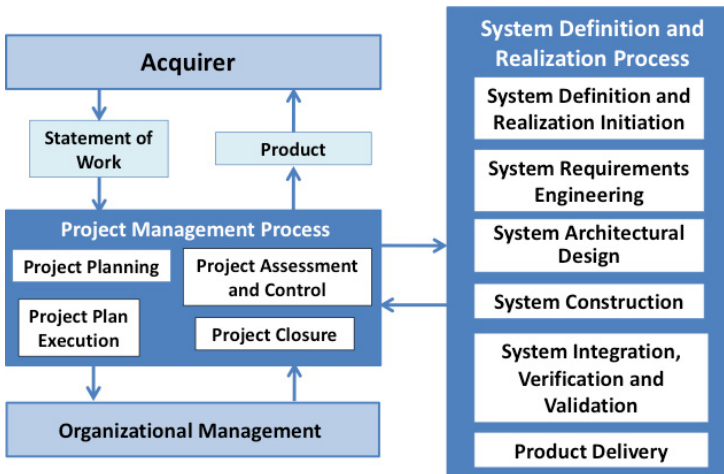 Acquirer
Statement of
Work
Product
Project Management Process
Project Planning
Project Assessment
and Control
Project Plan
Execution
Project Closure
Organizational Management
System Definition and
Realization Process
System Definition and
Realization Initiation
System Requirements
Engineering
System Architectural
Design
System Construction
System Integration,
Verification and
Validation
Product Delivery